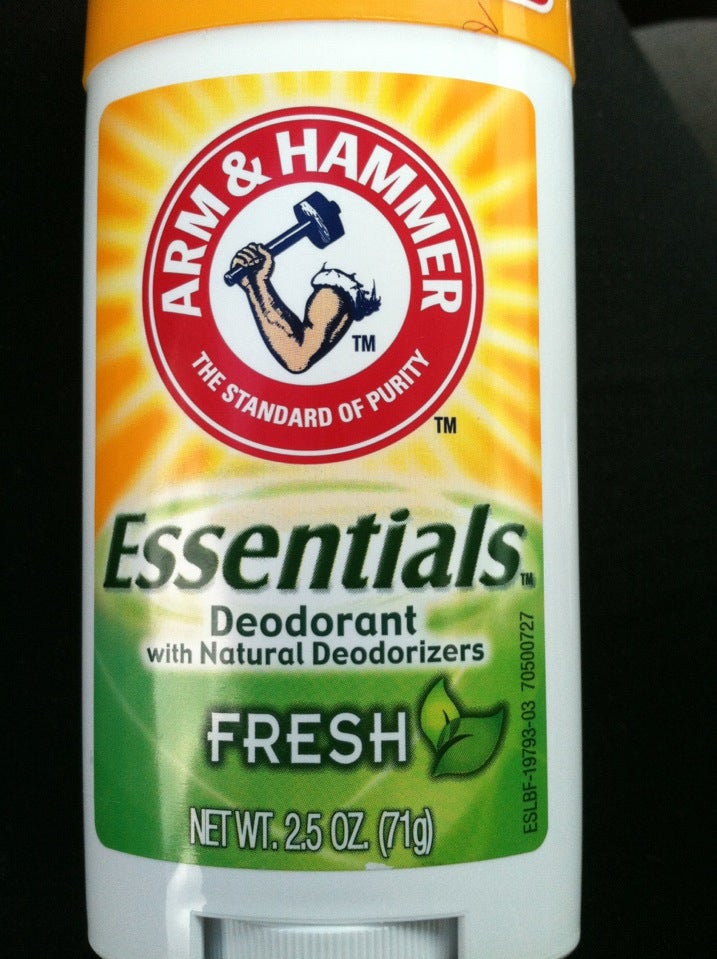 ARM & HAMMER
TM
THE STANDARD OF PURITY
TM
Essentials TM
Deodorant
with Natural Deodorizers
FRESH
NET WT. 2.5 OZ. (71g)
ESLBF-19793-03 70500727